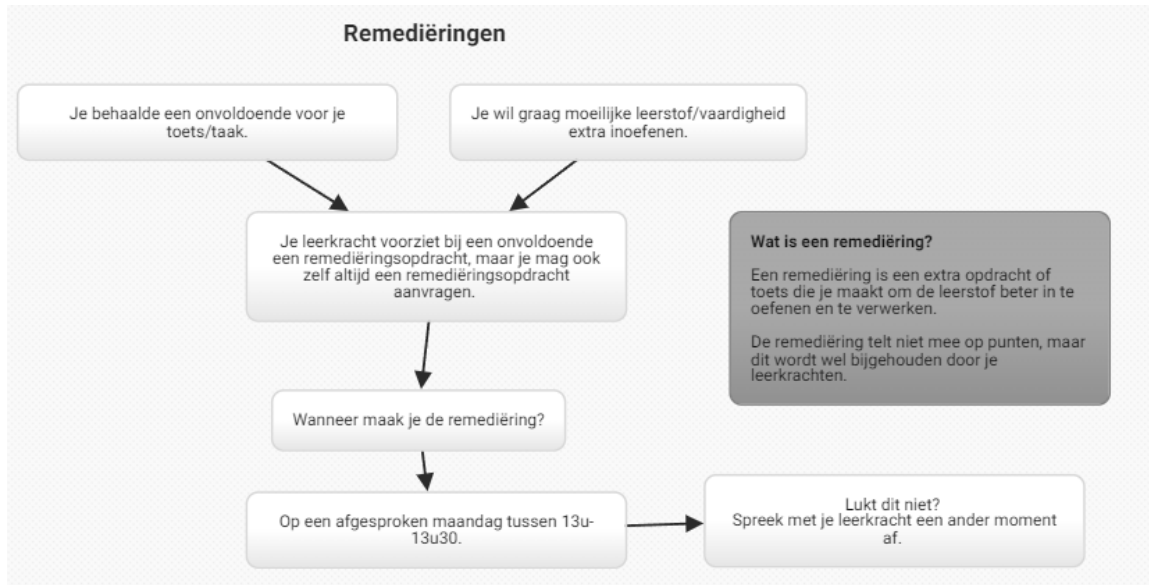 Remediëringen
Je behaalde een onvoldoende voor je
toets/taak.
Je wil graag moeilijke leerstof/vaardigheid
extra inoefenen.
Je leerkracht voorziet bij een onvoldoende
een remediëringsopdracht, maar je mag ook
zelf altijd een remediëringsopdracht
aanvragen.
Wat is een remediëring?
Een remediëring is een extra opdracht of
toets die je maakt om de leerstof beter in te
oefenen en te verwerken.
De remediëring telt niet mee op punten, maar
dit wordt wel bijgehouden door je
leerkrachten.
Wanneer maak je de remediëring?
Op een afgesproken maandag tussen 13u-
13u30.
Lukt dit niet?
Spreek met je leerkracht een ander moment
af.